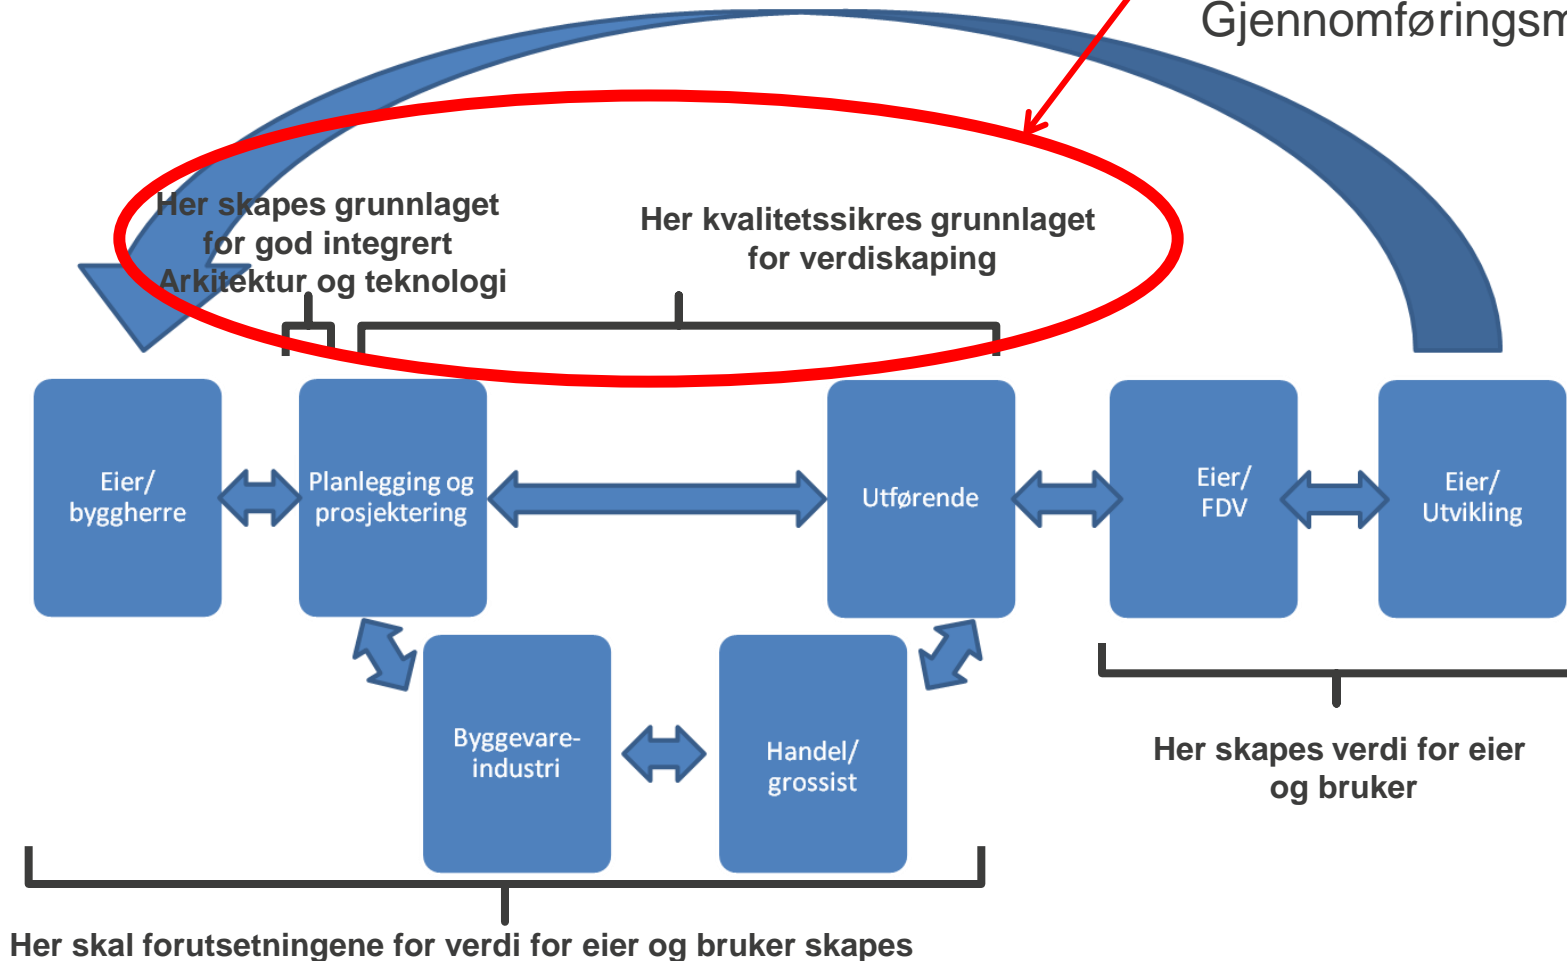 Gjennomføringsm
Her skapes grunnlaget
for god integrert
Arkitektur og teknologi
Her kvalitetssikres grunnlaget
for verdiskaping
Eier/
byggherre
Planlegging og
prosjektering
Utførende
Eier/
FDV
Eier/
Utvikling
Byggevare-
industri
Handel/
grossist
Her skapes verdi for eier
og bruker
Her skal forutsetningene for verdi for eier og bruker skapes